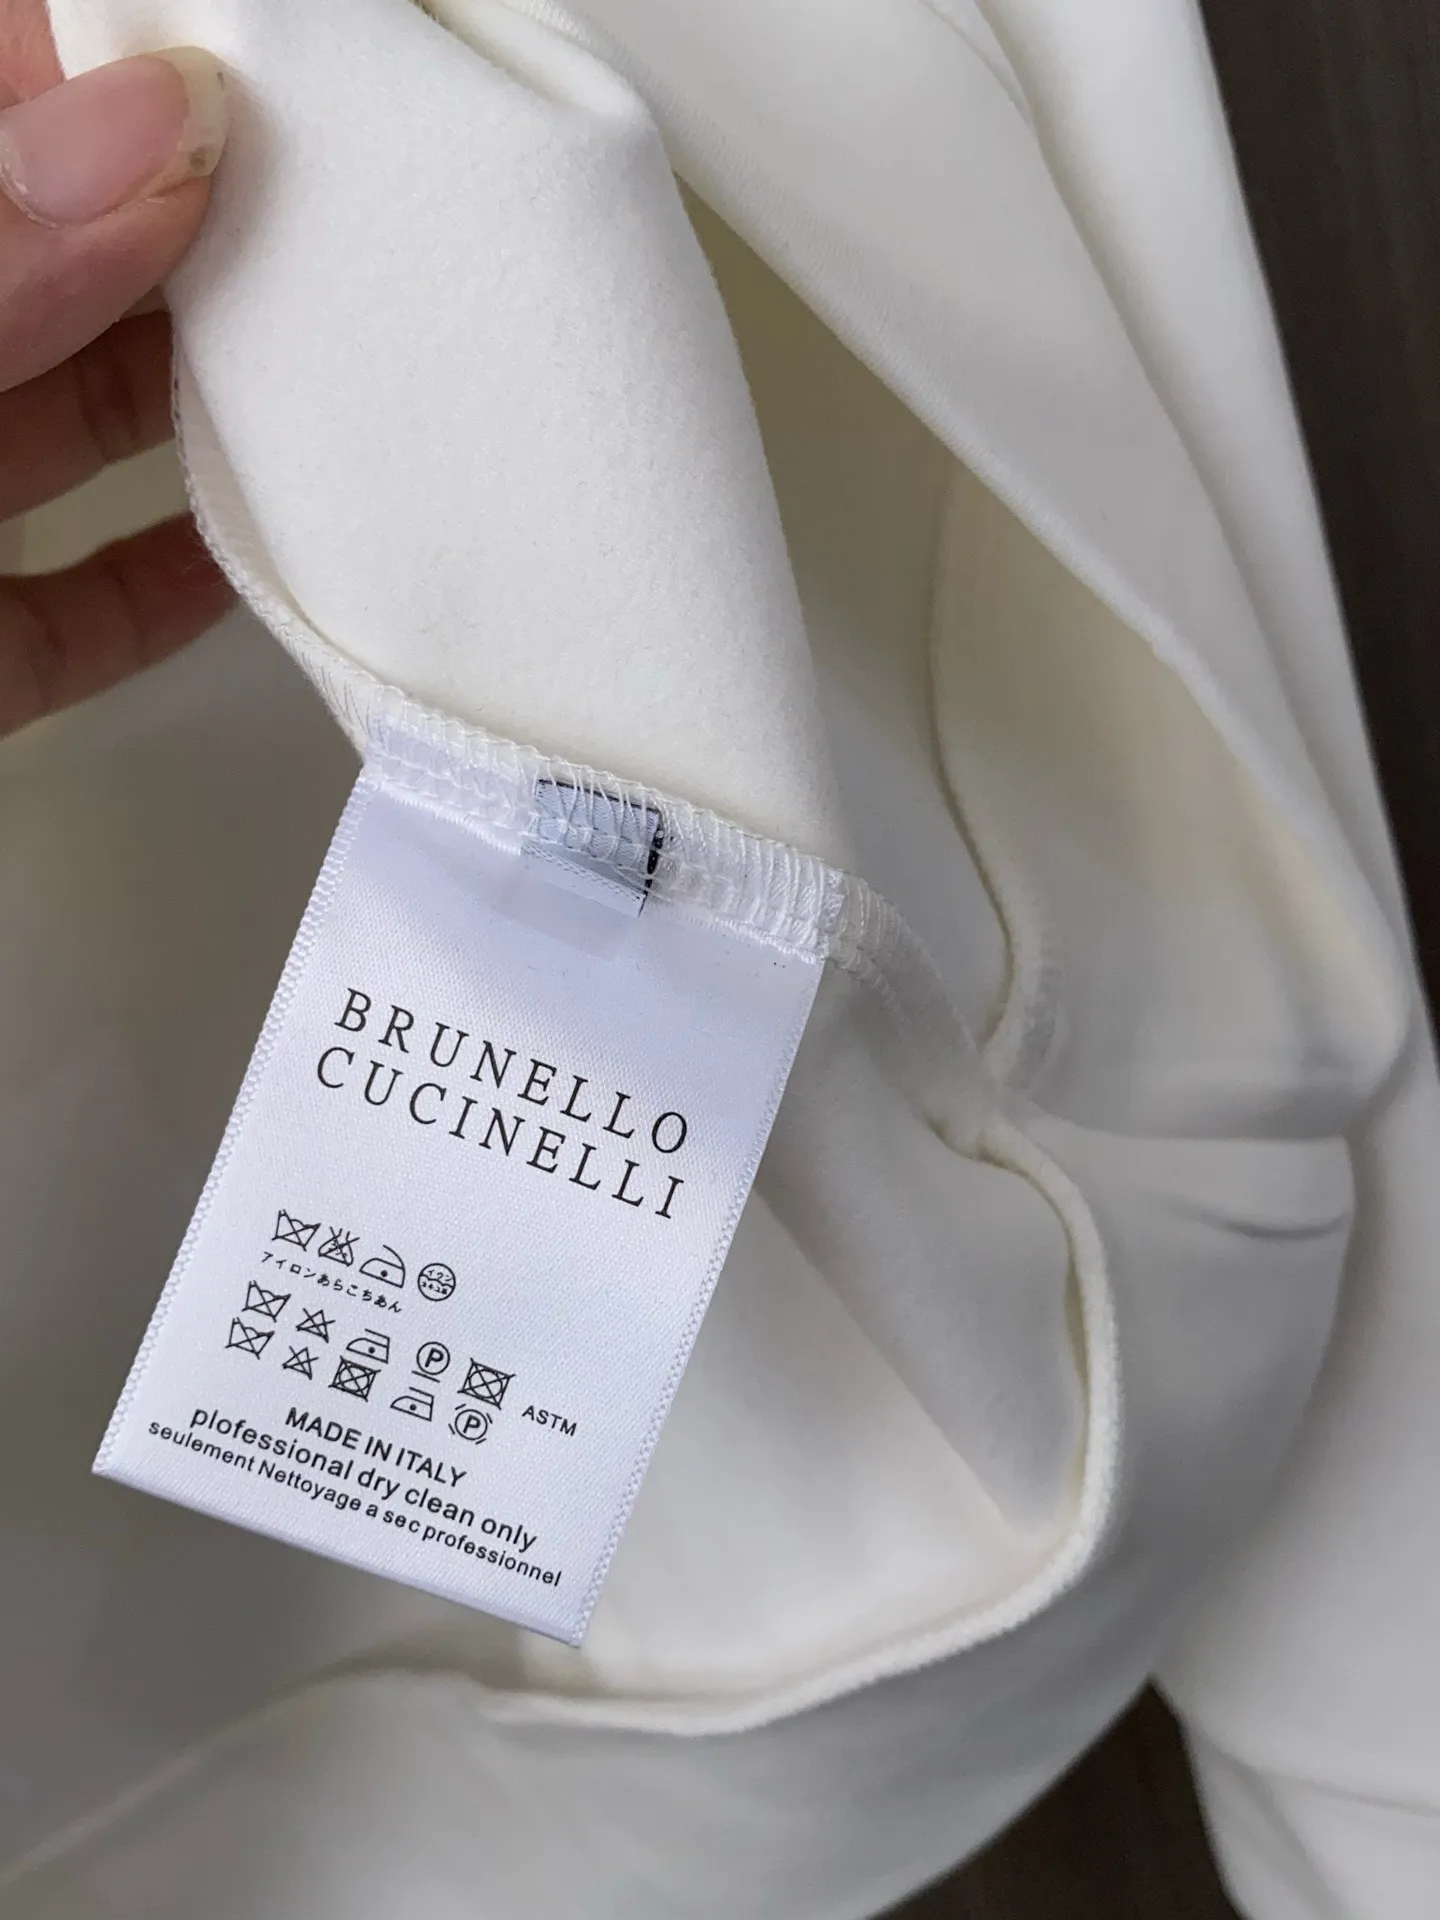 BRUNELLO
CUCINELLI
アイロンあらこちあん
P
P
ASTM
MADE IN ITALY
plofessional dry clean only
seulement Nettoyage a sec professionnel